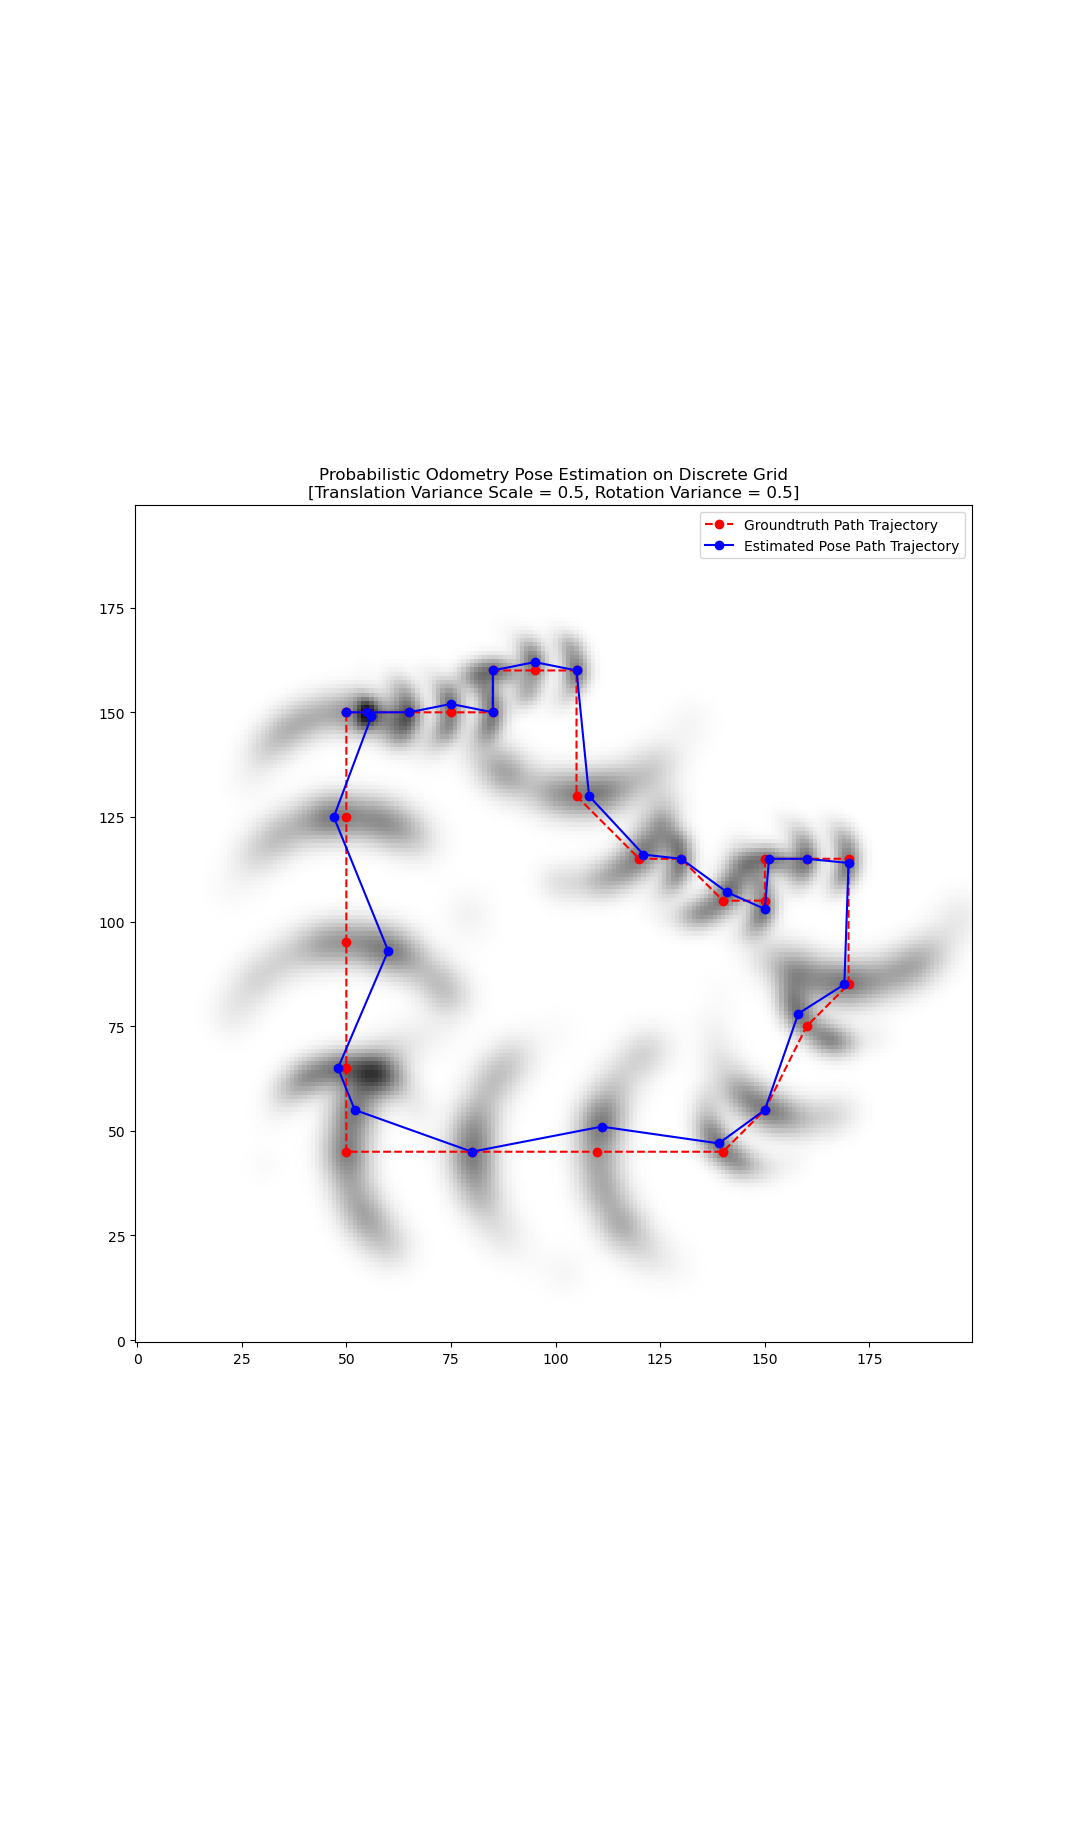 Probabilistic Odometry Pose Estimation on Discrete Grid
[Translation Variance Scale = 0.5, Rotation Variance = 0.5]
Groundtruth Path Trajectory
Estimated Pose Path Trajectory
175
150
125
100
75
50
25
0
0 25 50 75 100 125 150 175